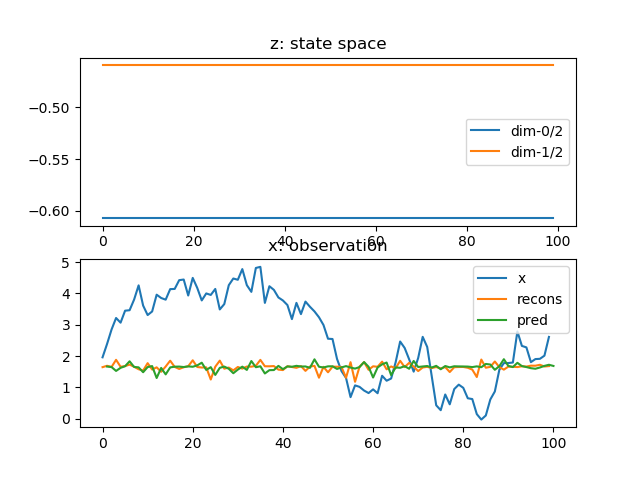 z: state space
−0.50
−0.55
−0.60
dim-0/2
dim-1/2
0 20 40 60 80 100
x: observation
5
4
3
2
1
0
x
recons
pred
0 20 40 60 80 100